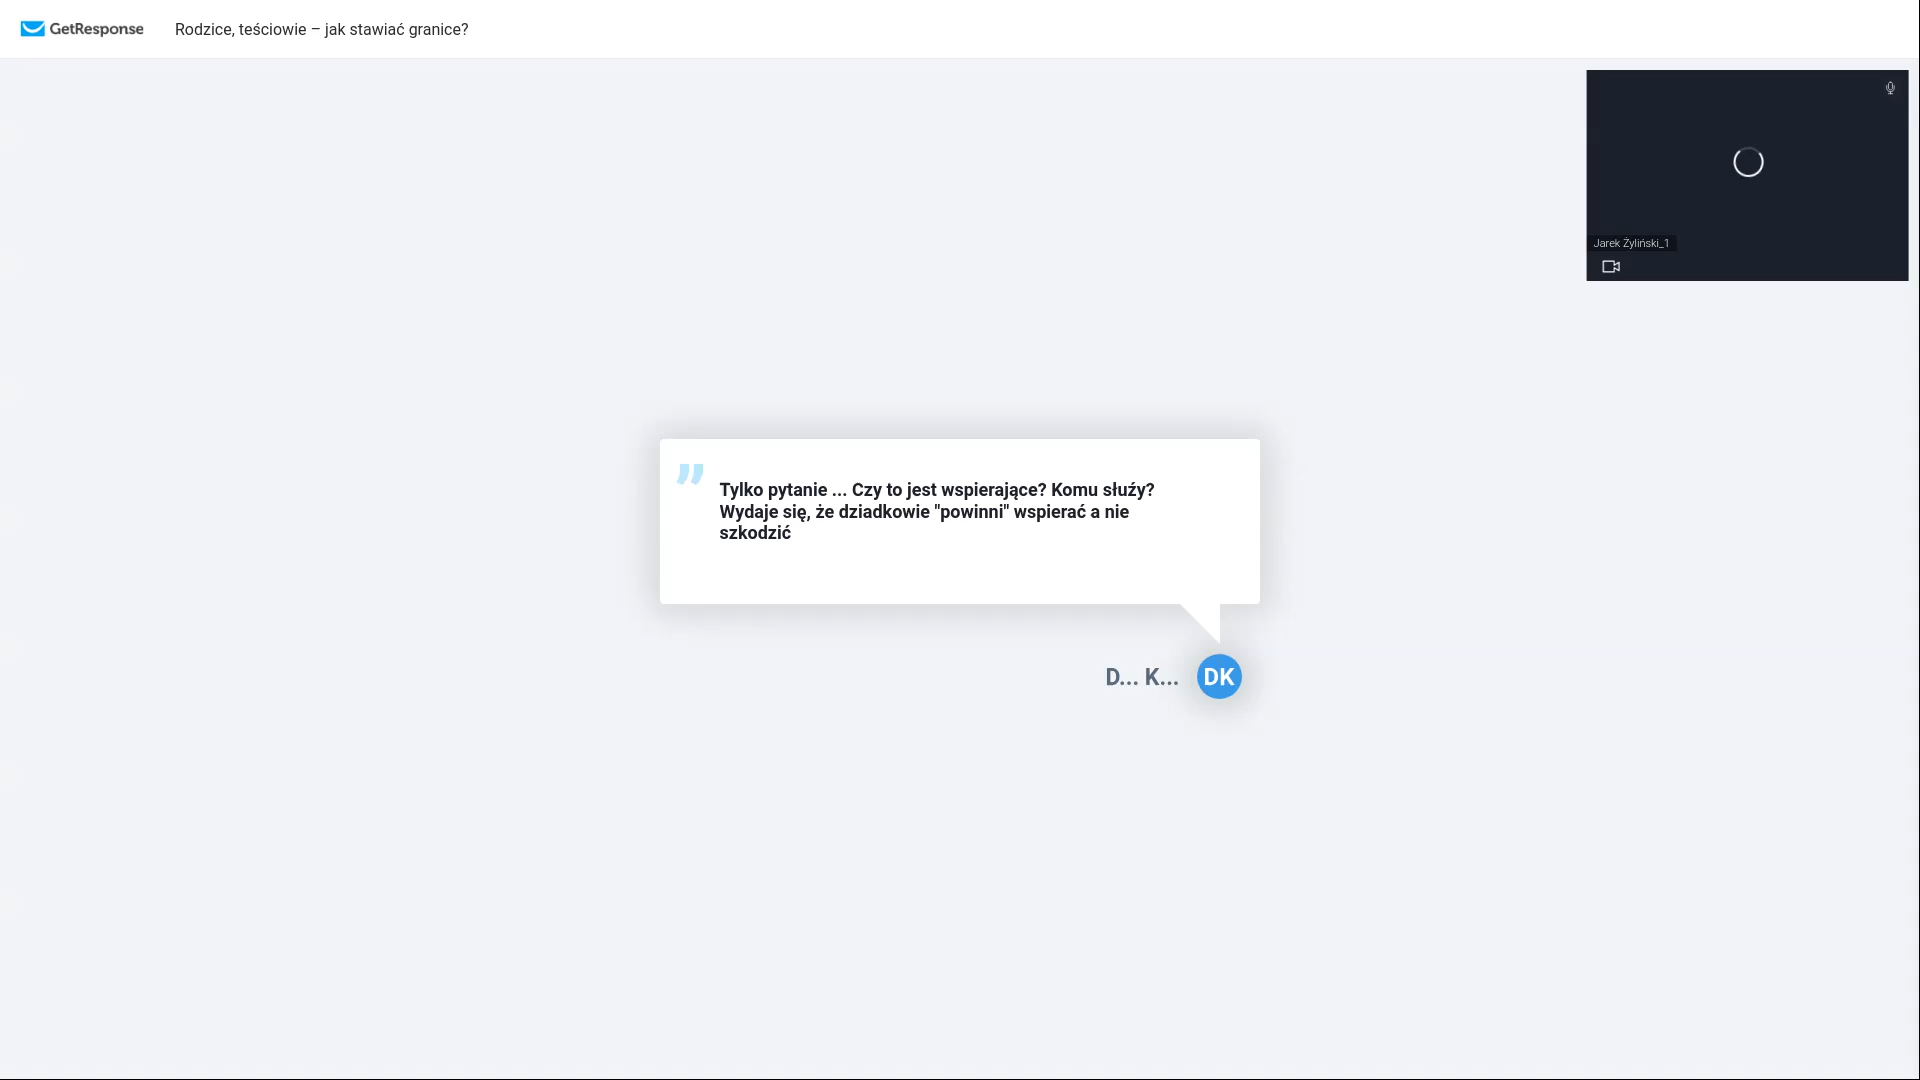 GetResponse
Rodzice, teściowie – jak stawiać granice?
Jarek Żyliński_1
Tylko pytanie ... Czy to jest wspierające? Komu słuźy?
Wydaje się, że dziadkowie "powinni" wspierać a nie
szkodzić
D... K...
DK